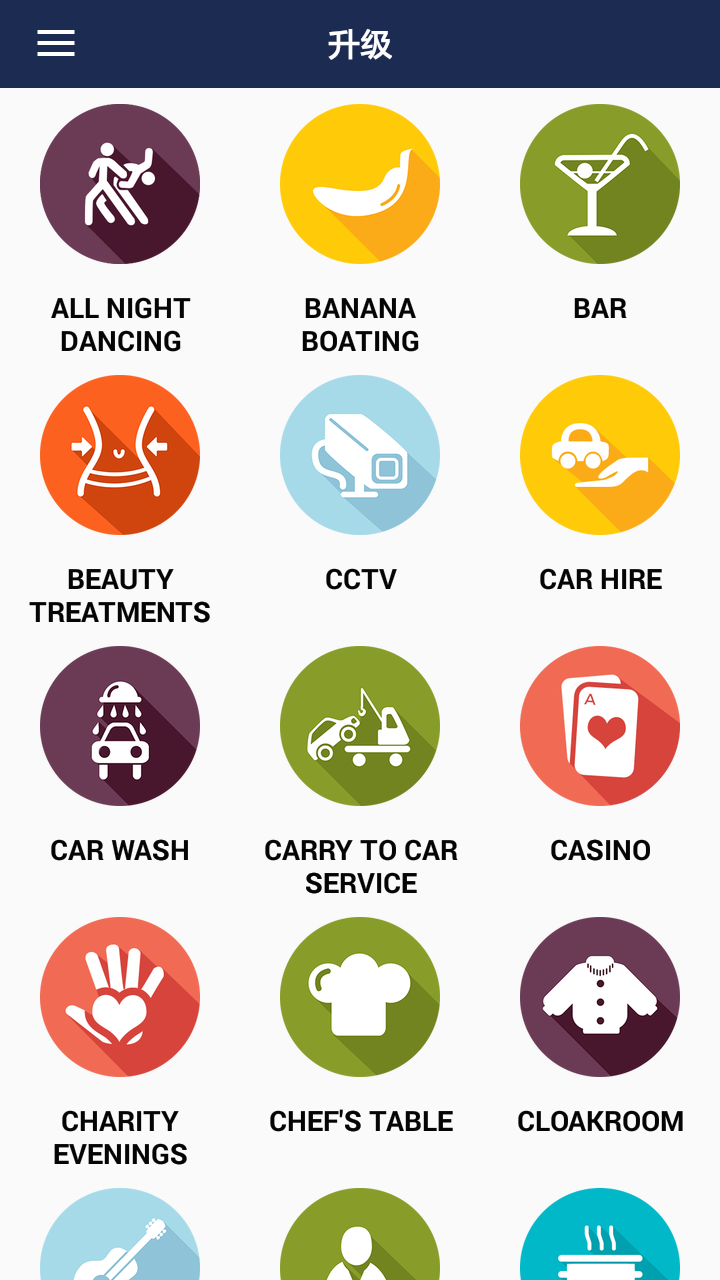 升级
ALL NIGHT
DANCING
BANANA
BOATING
BAR
BEAUTY
TREATMENTS
CCTV
CAR HIRE
CAR WASH
CARRY TO CAR
SERVICE
CASINO
A
CHARITY
EVENINGS
CHEF'S TABLE
CLOAKROOM